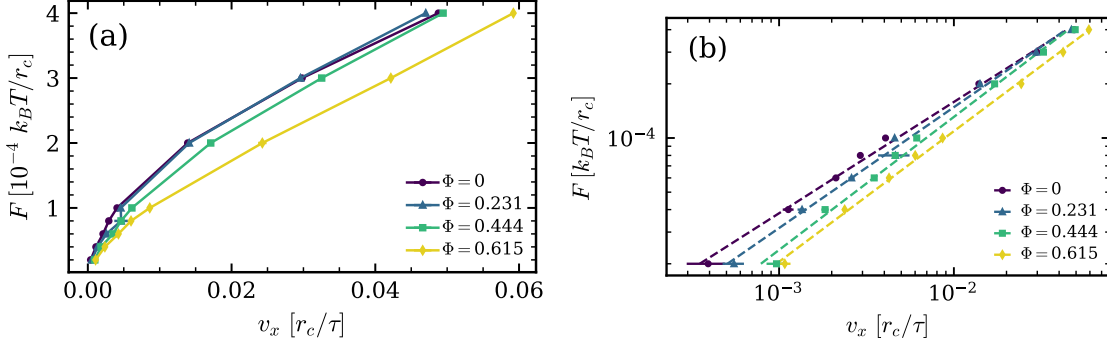 (a)
F [10⁻⁴ k_BT/r_c]
4
3
2
1
0.00
0.02
0.04
0.06
v_x [r_c/τ]
Φ = 0
Φ = 0.231
Φ = 0.444
Φ = 0.615
(b)
F [k_BT/r_c]
10⁻⁴
10⁻³
10⁻²
v_x [r_c/τ]
Φ = 0
Φ = 0.231
Φ = 0.444
Φ = 0.615